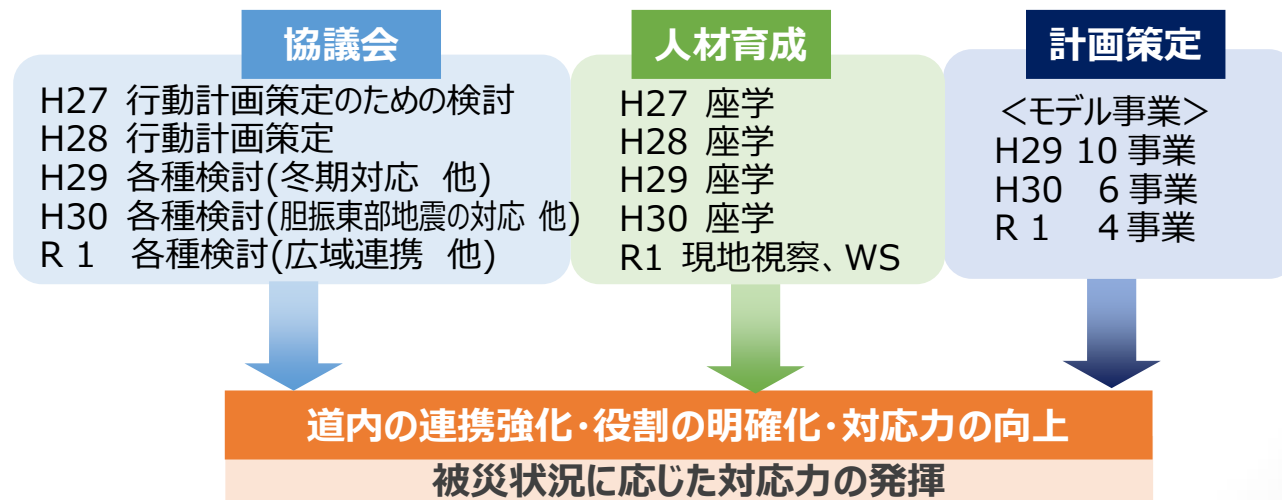 協議会
H27 行動計画策定のための検討
H28 行動計画策定
H29 各種検討(冬期対応 他)
H30 各種検討(胆振東部地震の対応 他)
R 1 各種検討(広域連携 他)
人材育成
H27 座学
H28 座学
H29 座学
H30 座学
R1 現地視察、WS
計画策定
＜モデル事業＞
H29 10 事業
H30 6 事業
R 1 4 事業
道内の連携強化･役割の明確化･対応力の向上
被災状況に応じた対応力の発揮